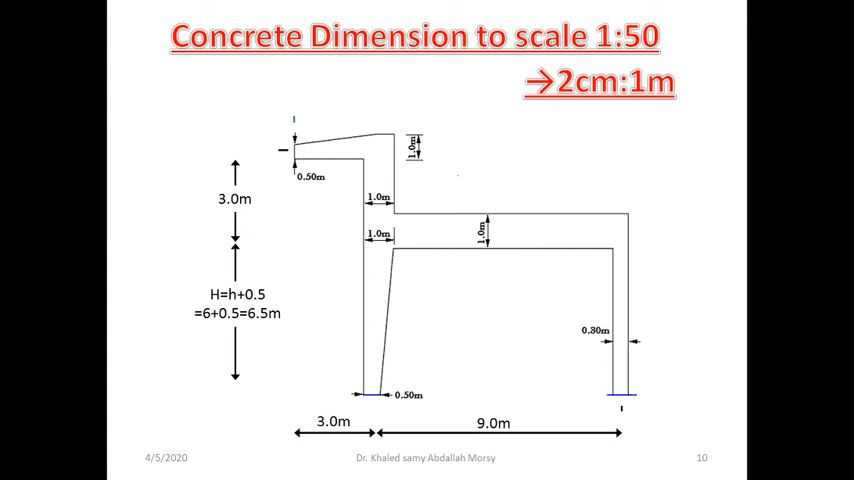 Concrete Dimension to scale 1:50
→2cm:1m
1.0m
0.50m
3.0m
1.0m
1.0m
1.0m
H=h+0.5
=6+0.5=6.5m
0.30m
0.50m
3.0m
9.0m
4/5/2020
Dr. Khaled samy Abdallah Morsy
10